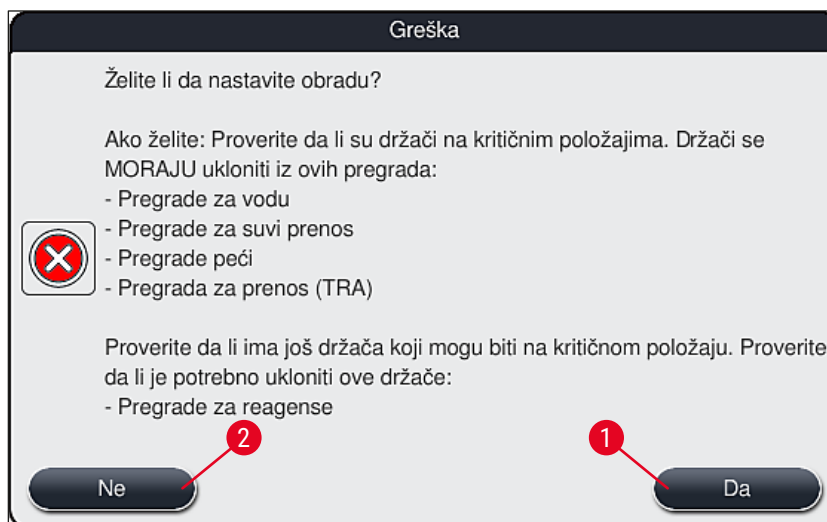 Greška
Želite li da nastavite obradu?
Ako želite: Proverite da li su držači na kritičnim položajima. Držači se
MORAJU ukloniti iz ovih pregrada:
- Pregrade za vodu
- Pregrade za suvi prenos
- Pregrade peći
- Pregrada za prenos (TRA)
Proverite da li ima još držača koji mogu biti na kritičnom položaju. Proverite
da li je potrebno ukloniti ove držače:
- Pregrade za reagense
2
1
Ne
Da